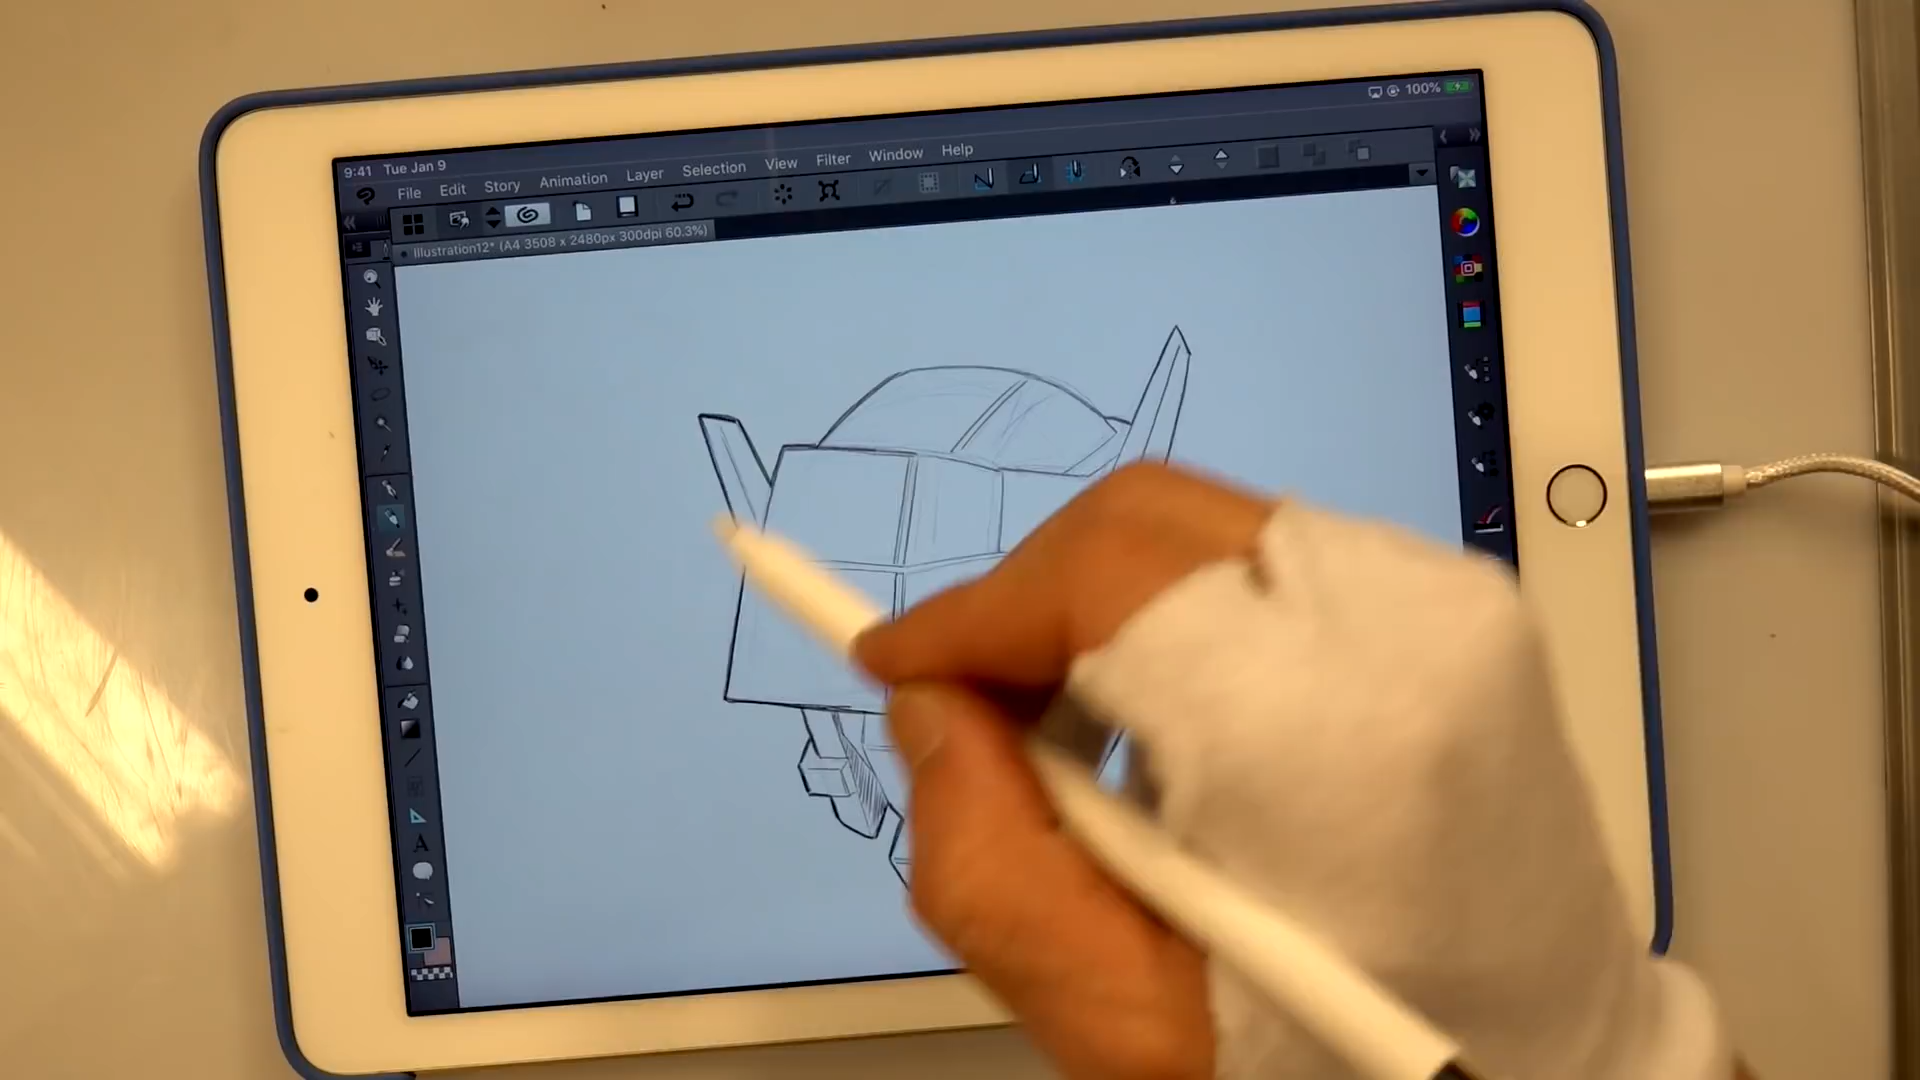 9:41 Tue Jan 9
100%
File Edit Story Animation Layer Selection View Filter Window Help
Illustration12* (A4 3508 x 2480px 300dpi 60.3%)
A